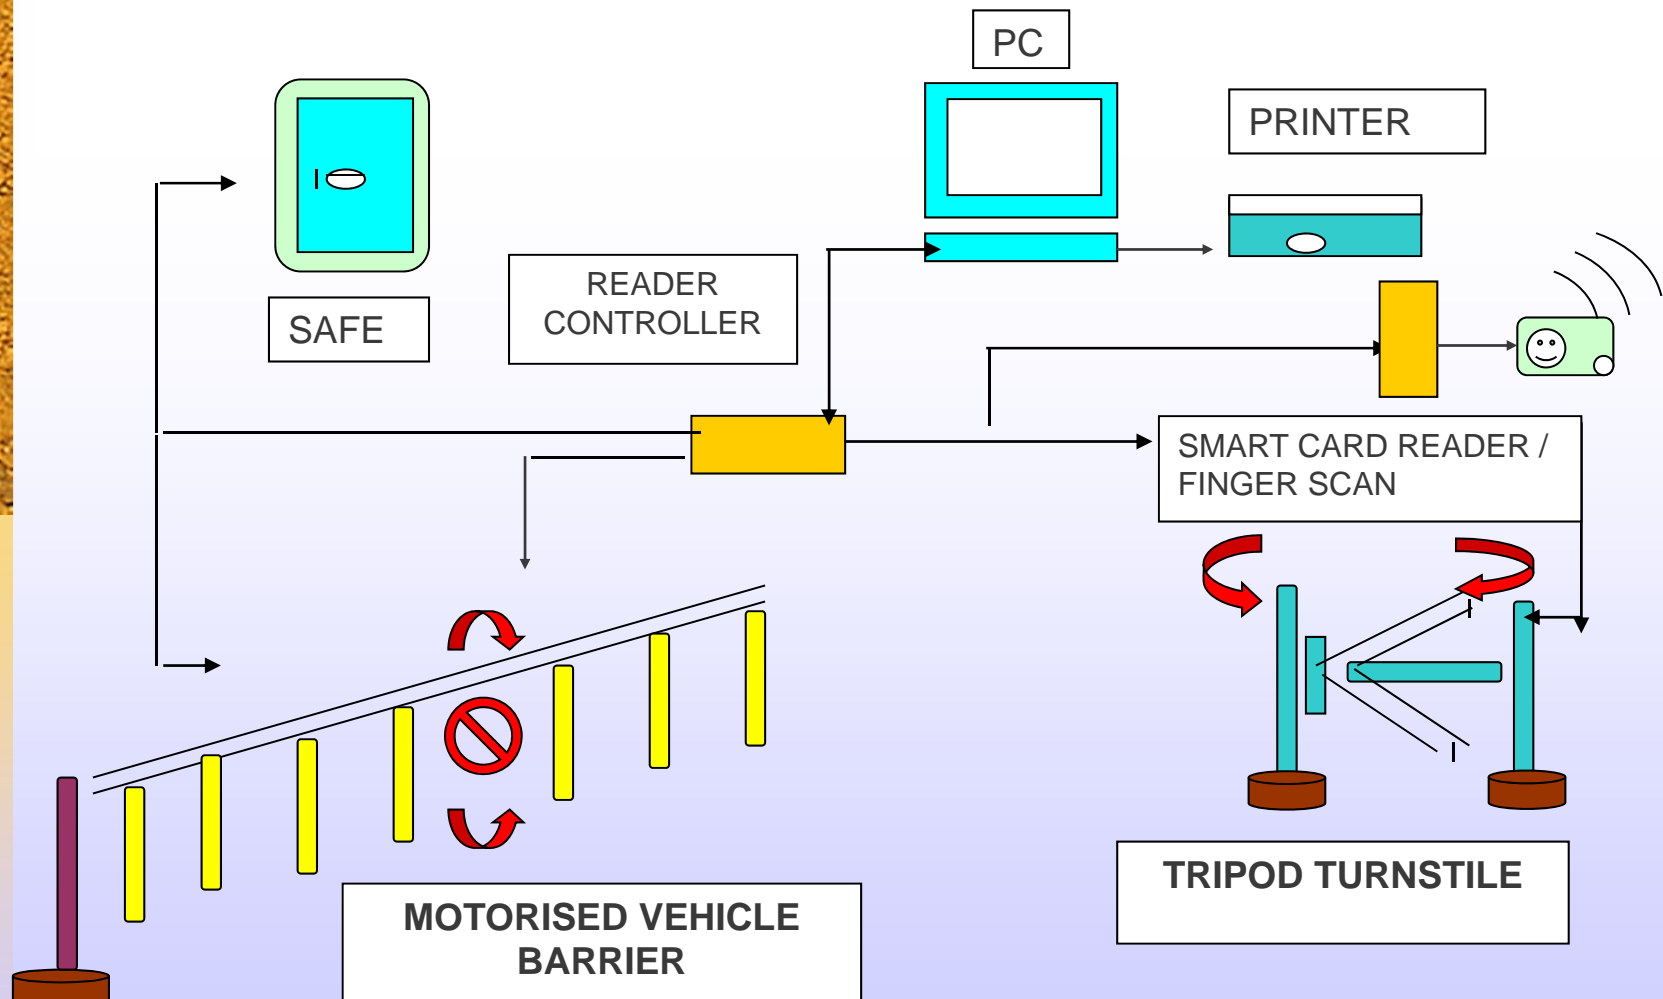 PC
PRINTER
READER
CONTROLLER
SAFE
SMART CARD READER /
FINGER SCAN
TRIPOD TURNSTILE
MOTORISED VEHICLE
BARRIER